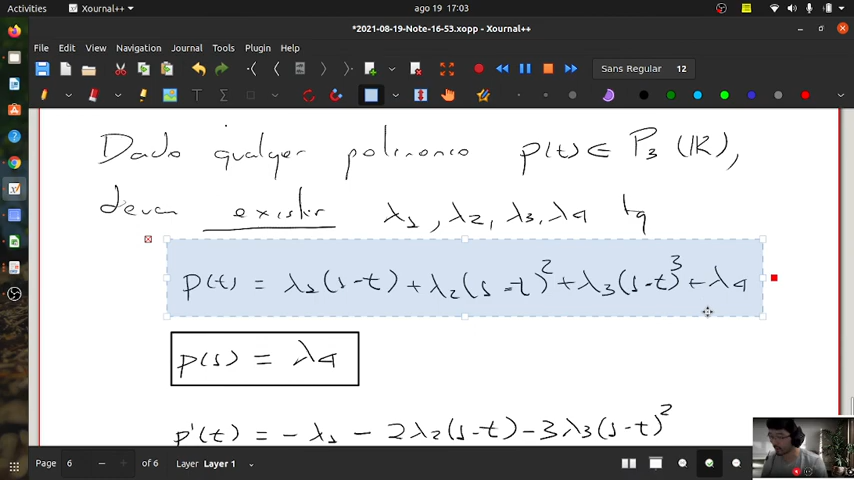 Activities Xournal++ ago 19 17:03
*2021-08-19-Note-16-53.xopp - Xournal++
File Edit View Navigation Journal Tools Plugin Help
Sans Regular 12
Dado qualquer polinomio p(t) ∈ P₃(IR),
devem existir λ₁, λ₂, λ₃, λ₄ tq
p(t) = λ₁(1-t) + λ₂(1-t)² + λ₃(1-t)³ + λ₄
p(1) = λ₄
p'(t) = -λ₁ - 2λ₂(1-t) - 3λ₃(1-t)²
Page 6 of 6 Layer Layer 1